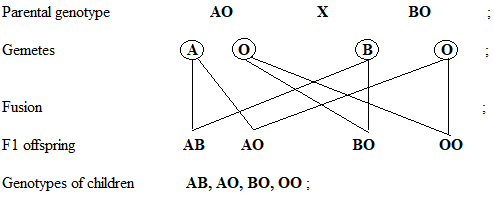 Parental genotype AO X BO ;
Gemetes A O B O ;
Fusion ;
F1 offspring AB AO BO OO
Genotypes of children AB, AO, BO, OO ;